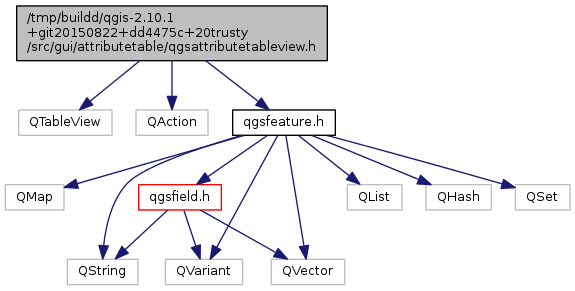 /tmp/buildd/qgis-2.10.1
+git20150822+dd4475c+20trusty
/src/gui/attributetable/qgsattributetableview.h
QTableView
QAction
qgsfeature.h
QMap
qgsfield.h
QList
QHash
QSet
QString
QVariant
QVector